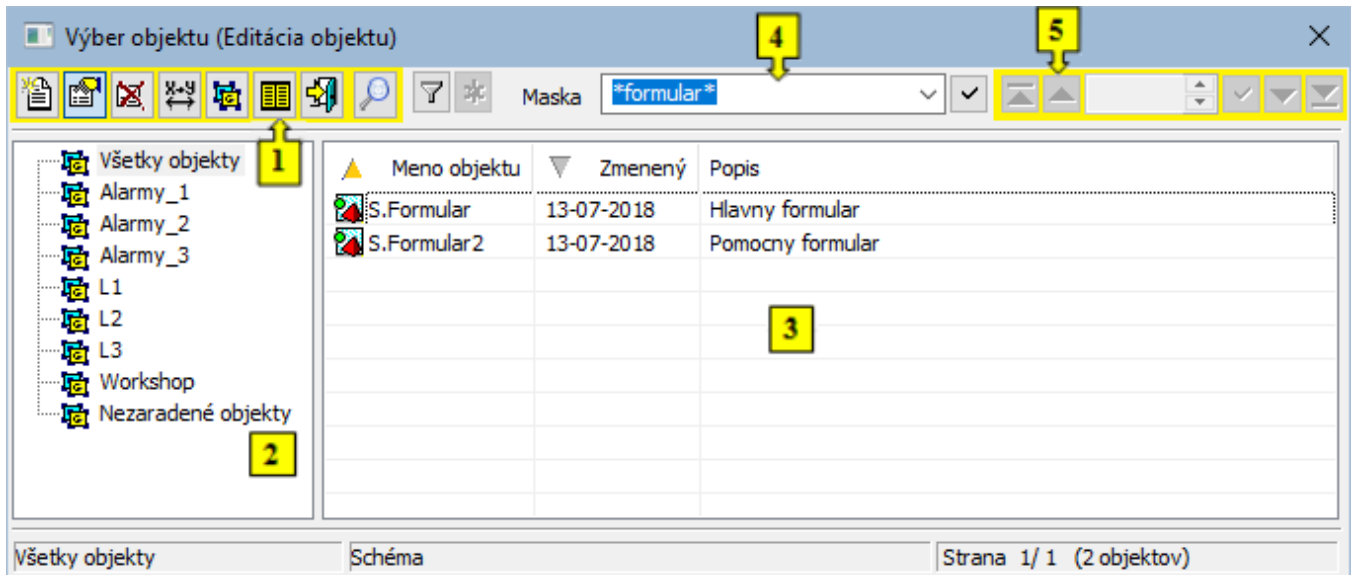 Výber objektu (Editácia objektu)
4
5
Maska *formular*
1
Všetky objekty
Alarmy_1
Alarmy_2
Alarmy_3
L1
L2
L3
Workshop
Nezaradené objekty
2
Meno objektu Zmenený Popis
S.Formular 13-07-2018 Hlavny formular
S.Formular2 13-07-2018 Pomocny formular
3
Všetky objekty Schéma Strana 1/ 1 (2 objektov)